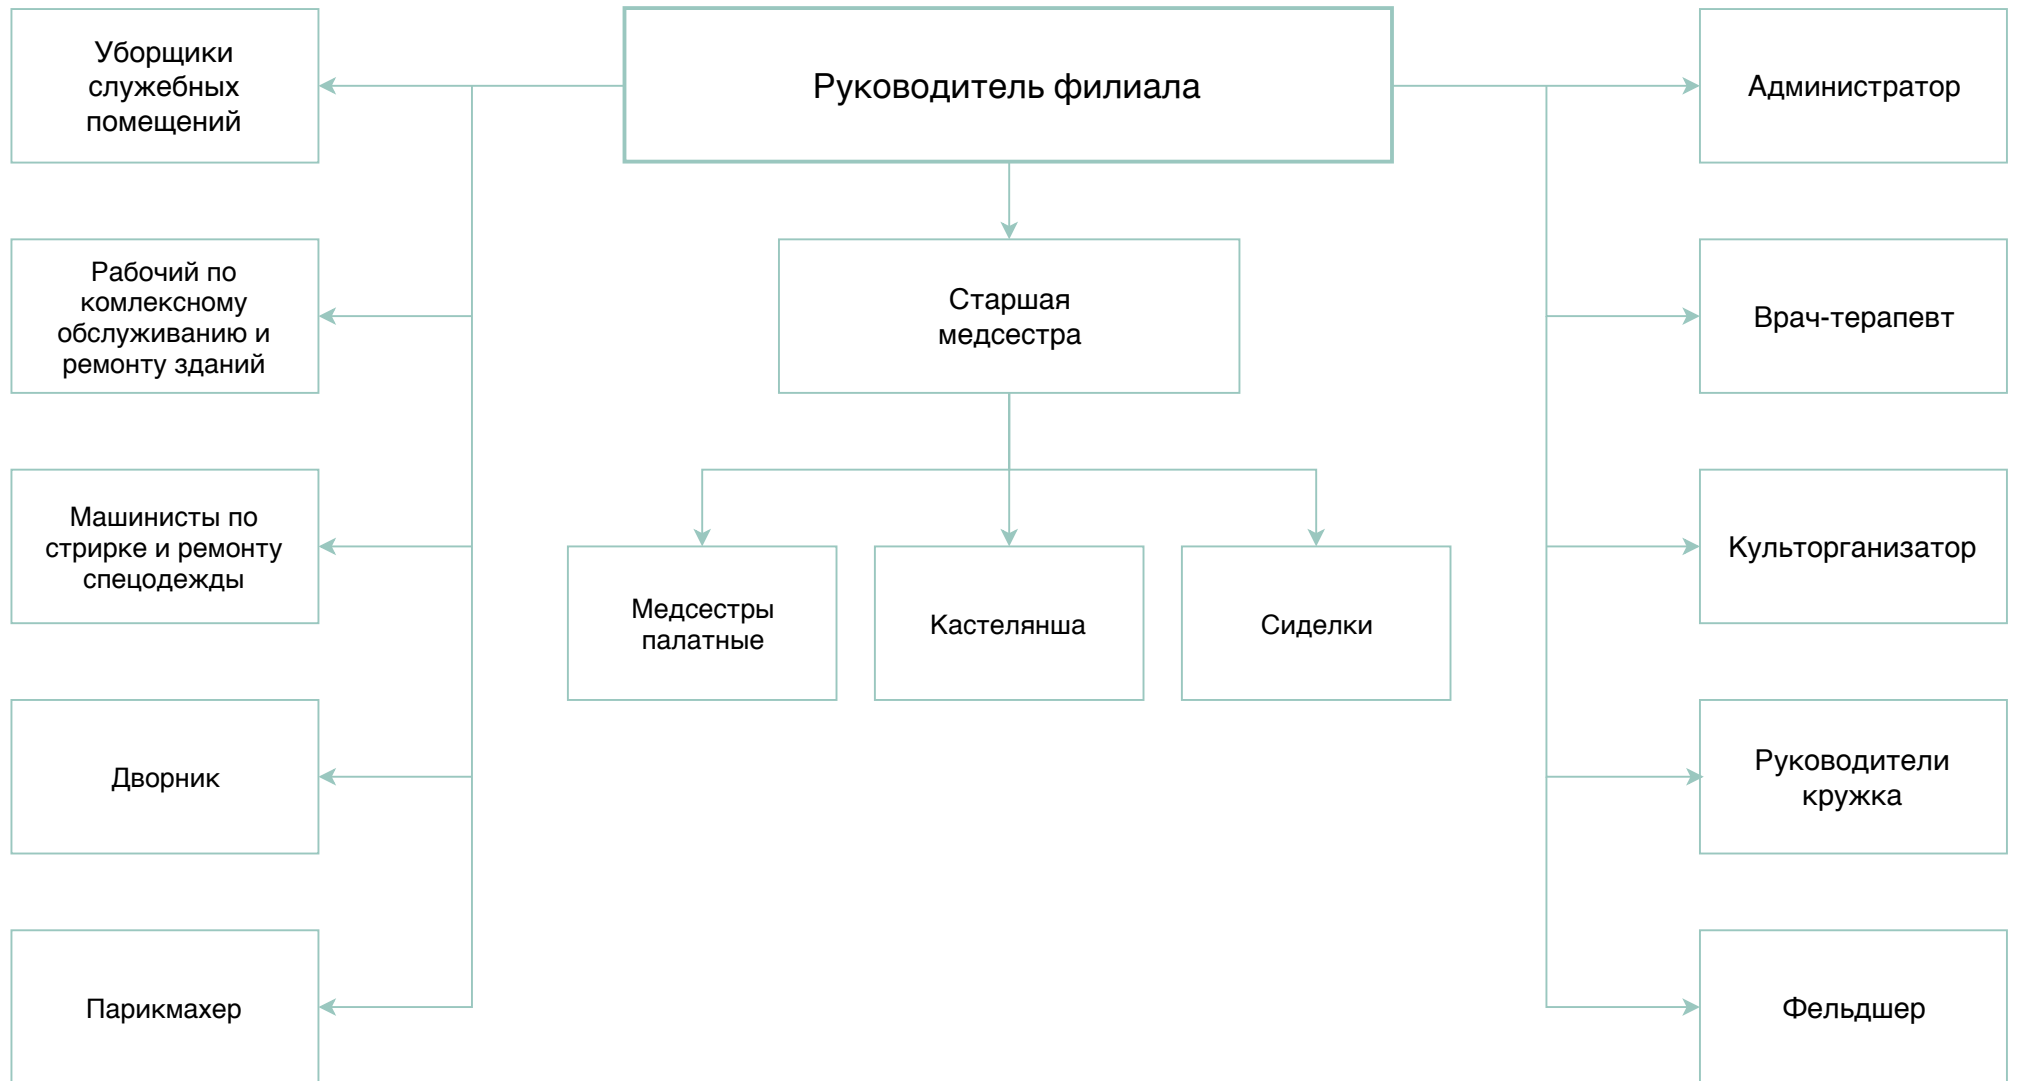 Уборщики
служебных
помещений
Руководитель филиала
Администратор
Рабочий по
комлексному
обслуживанию и
ремонту зданий
Старшая
медсестра
Врач-терапевт
Машинисты по
стрирке и ремонту
спецодежды
Медсестры
палатные
Кастелянша
Сиделки
Культорганизатор
Дворник
Руководители
кружка
Парикмахер
Фельдшер